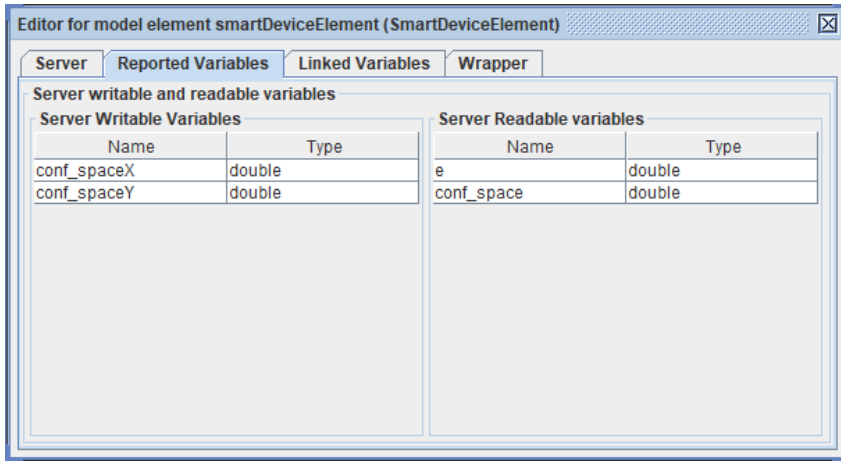 Editor for model element smartDeviceElement (SmartDeviceElement)
Server Reported Variables Linked Variables Wrapper
Server writable and readable variables
Server Writable Variables
Name Type
conf_spaceX double
conf_spaceY double
Server Readable variables
Name Type
e double
conf_space double